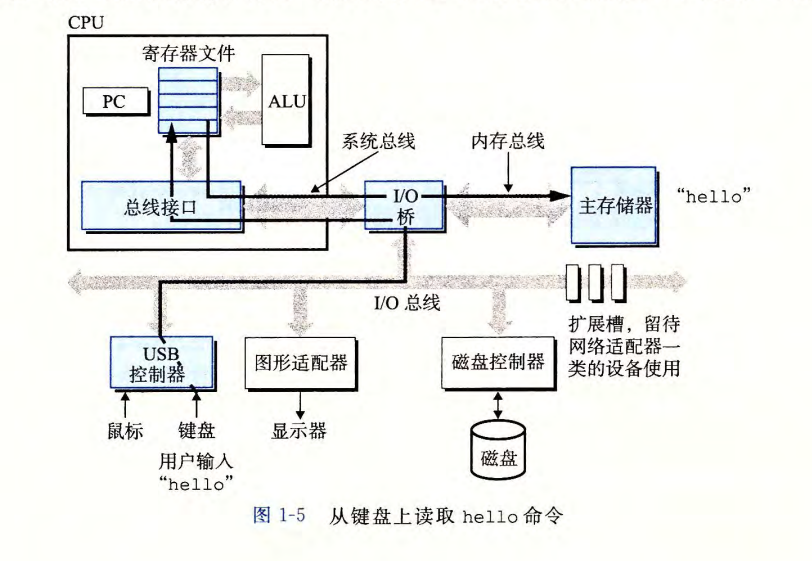 CPU
寄存器文件
PC
ALU
系统总线
内存总线
总线接口
I/O
桥
主存储器
“hello”
I/O 总线
扩展槽，留待
网络适配器一
类的设备使用
USB
控制器
图形适配器
磁盘控制器
鼠标
键盘
显示器
磁盘
用户输入
“hello”
图 1-5 从键盘上读取 hello 命令